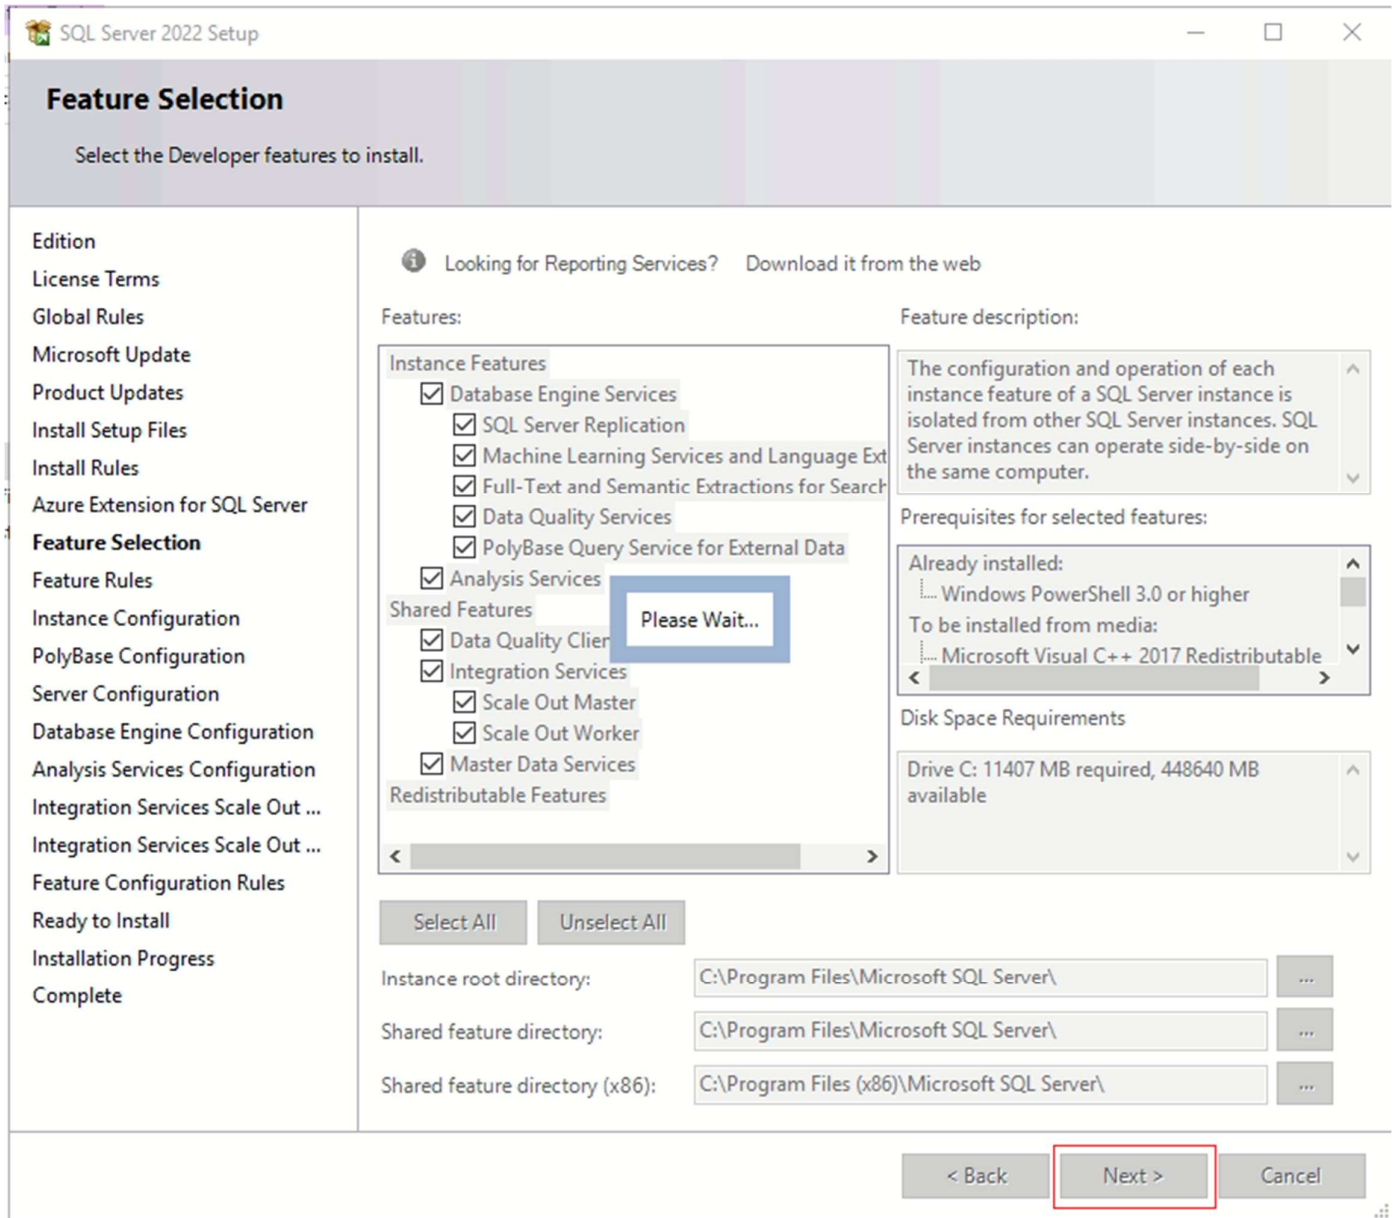 SQL Server 2022 Setup
Feature Selection
Select the Developer features to install.
Edition
License Terms
Global Rules
Microsoft Update
Product Updates
Install Setup Files
Install Rules
Azure Extension for SQL Server
Feature Selection
Feature Rules
Instance Configuration
PolyBase Configuration
Server Configuration
Database Engine Configuration
Analysis Services Configuration
Integration Services Scale Out ...
Integration Services Scale Out ...
Feature Configuration Rules
Ready to Install
Installation Progress
Complete
Looking for Reporting Services? Download it from the web
Features:
Instance Features
Database Engine Services
SQL Server Replication
Machine Learning Services and Language Ext
Full-Text and Semantic Extractions for Search
Data Quality Services
PolyBase Query Service for External Data
Analysis Services
Shared Features
Data Quality Clien
Integration Services
Scale Out Master
Scale Out Worker
Master Data Services
Redistributable Features
Please Wait...
Feature description:
The configuration and operation of each
instance feature of a SQL Server instance is
isolated from other SQL Server instances. SQL
Server instances can operate side-by-side on
the same computer.
Prerequisites for selected features:
Already installed:
Windows PowerShell 3.0 or higher
To be installed from media:
Microsoft Visual C++ 2017 Redistributable
Disk Space Requirements
Drive C: 11407 MB required, 448640 MB
available
Select All
Unselect All
Instance root directory:
C:\Program Files\Microsoft SQL Server\
...
Shared feature directory:
C:\Program Files\Microsoft SQL Server\
...
Shared feature directory (x86):
C:\Program Files (x86)\Microsoft SQL Server\
...
< Back
Next >
Cancel